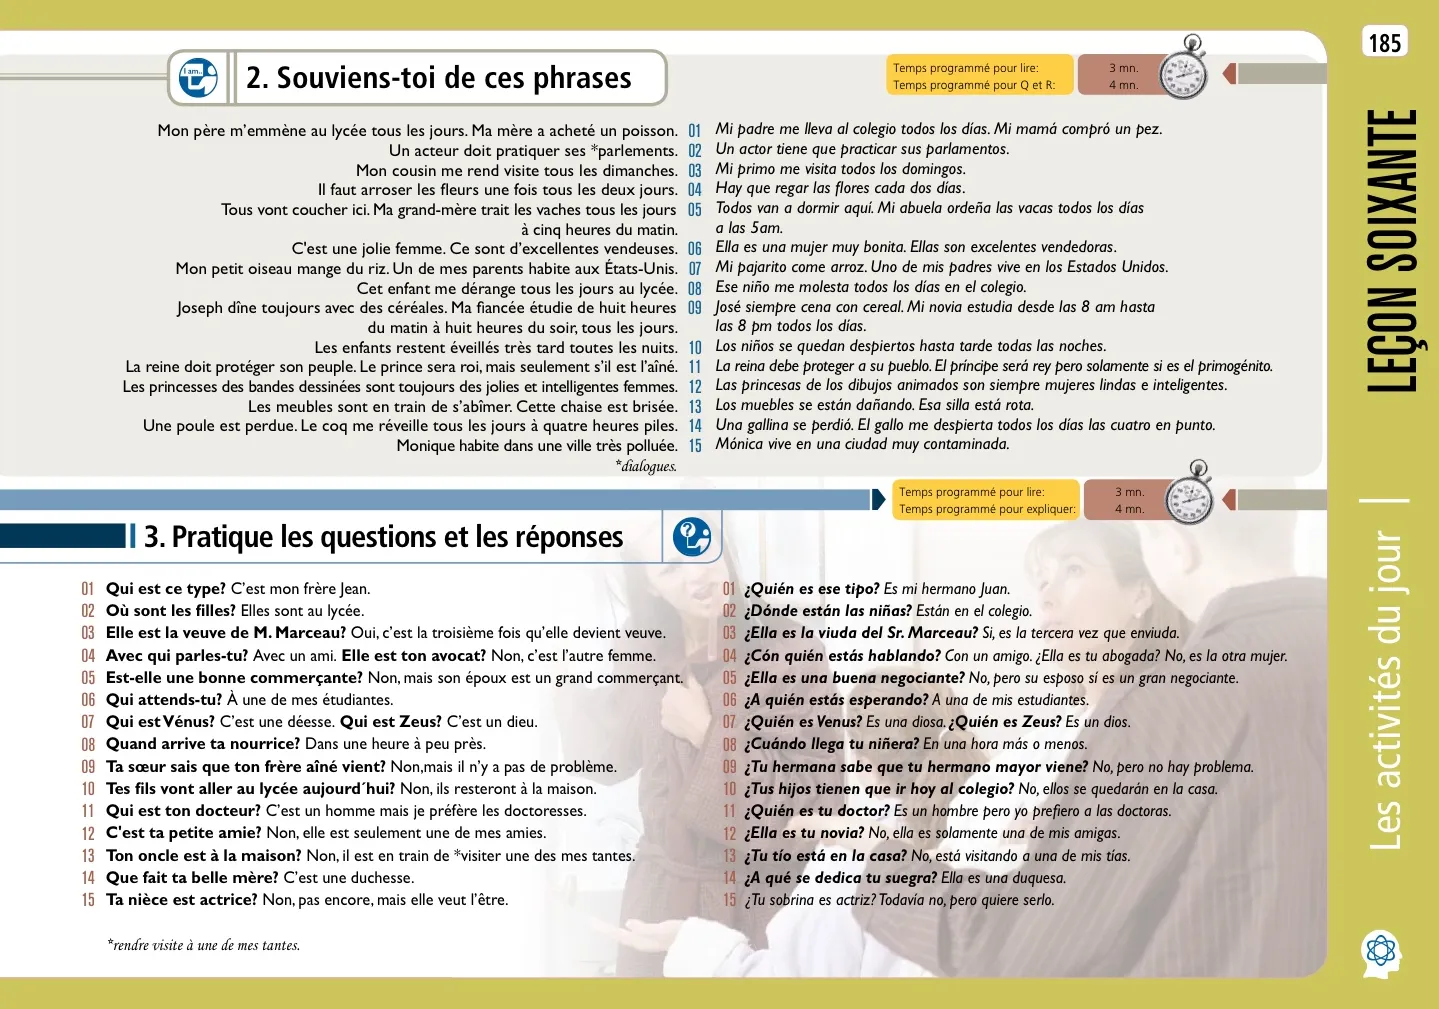 185
LEÇON SOIXANTE
Les activités du jour
I am...
2. Souviens-toi de ces phrases
Temps programmé pour lire: 3 mn.
Temps programmé pour Q et R: 4 mn.
Mon père m’emmène au lycée tous les jours. Ma mère a acheté un poisson. 01 Mi padre me lleva al colegio todos los días. Mi mamá compró un pez.
Un acteur doit pratiquer ses *parlements. 02 Un actor tiene que practicar sus parlamentos.
Mon cousin me rend visite tous les dimanches. 03 Mi primo me visita todos los domingos.
Il faut arroser les fleurs une fois tous les deux jours. 04 Hay que regar las flores cada dos días.
Tous vont coucher ici. Ma grand-mère trait les vaches tous les jours 05 Todos van a dormir aquí. Mi abuela ordeña las vacas todos los días
à cinq heures du matin. a las 5am.
C'est une jolie femme. Ce sont d’excellentes vendeuses. 06 Ella es una mujer muy bonita. Ellas son excelentes vendedoras.
Mon petit oiseau mange du riz. Un de mes parents habite aux États-Unis. 07 Mi pajarito come arroz. Uno de mis padres vive en los Estados Unidos.
Cet enfant me dérange tous les jours au lycée. 08 Ese niño me molesta todos los días en el colegio.
Joseph dîne toujours avec des céréales. Ma fiancée étudie de huit heures 09 José siempre cena con cereal. Mi novia estudia desde las 8 am hasta
du matin à huit heures du soir, tous les jours. las 8 pm todos los días.
Les enfants restent éveillés très tard toutes les nuits. 10 Los niños se quedan despiertos hasta tarde todas las noches.
La reine doit protéger son peuple. Le prince sera roi, mais seulement s’il est l’aîné. 11 La reina debe proteger a su pueblo. El príncipe será rey pero solamente si es el primogénito.
Les princesses des bandes dessinées sont toujours des jolies et intelligentes femmes. 12 Las princesas de los dibujos animados son siempre mujeres lindas e inteligentes.
Les meubles sont en train de s’abîmer. Cette chaise est brisée. 13 Los muebles se están dañando. Esa silla está rota.
Une poule est perdue. Le coq me réveille tous les jours à quatre heures piles. 14 Una gallina se perdió. El gallo me despierta todos los días las cuatro en punto.
Monique habite dans une ville très polluée. 15 Mónica vive en una ciudad muy contaminada.
*dialogues.
Temps programmé pour lire: 3 mn.
Temps programmé pour expliquer: 4 mn.
3. Pratique les questions et les réponses
?
01 Qui est ce type? C’est mon frère Jean. 01 ¿Quién es ese tipo? Es mi hermano Juan.
02 Où sont les filles? Elles sont au lycée. 02 ¿Dónde están las niñas? Están en el colegio.
03 Elle est la veuve de M. Marceau? Oui, c’est la troisième fois qu’elle devient veuve. 03 ¿Ella es la viuda del Sr. Marceau? Si, es la tercera vez que enviuda.
04 Avec qui parles-tu? Avec un ami. Elle est ton avocat? Non, c’est l’autre femme. 04 ¿Cón quién estás hablando? Con un amigo. ¿Ella es tu abogada? No, es la otra mujer.
05 Est-elle une bonne commerçante? Non, mais son époux est un grand commerçant. 05 ¿Ella es una buena negociante? No, pero su esposo sí es un gran negociante.
06 Qui attends-tu? À une de mes étudiantes. 06 ¿A quién estás esperando? A una de mis estudiantes.
07 Qui est Vénus? C’est une déesse. Qui est Zeus? C’est un dieu. 07 ¿Quién es Venus? Es una diosa. ¿Quién es Zeus? Es un dios.
08 Quand arrive ta nourrice? Dans une heure à peu près. 08 ¿Cuándo llega tu niñera? En una hora más o menos.
09 Ta sœur sais que ton frère aîné vient? Non,mais il n’y a pas de problème. 09 ¿Tu hermana sabe que tu hermano mayor viene? No, pero no hay problema.
10 Tes fils vont aller au lycée aujourd´hui? Non, ils resteront à la maison. 10 ¿Tus hijos tienen que ir hoy al colegio? No, ellos se quedarán en la casa.
11 Qui est ton docteur? C’est un homme mais je préfère les doctoresses. 11 ¿Quién es tu doctor? Es un hombre pero yo prefiero a las doctoras.
12 C'est ta petite amie? Non, elle est seulement une de mes amies. 12 ¿Ella es tu novia? No, ella es solamente una de mis amigas.
13 Ton oncle est à la maison? Non, il est en train de *visiter une des mes tantes. 13 ¿Tu tío está en la casa? No, está visitando a una de mis tías.
14 Que fait ta belle mère? C’est une duchesse. 14 ¿A qué se dedica tu suegra? Ella es una duquesa.
15 Ta nièce est actrice? Non, pas encore, mais elle veut l’être. 15 ¿Tu sobrina es actriz? Todavía no, pero quiere serlo.
*rendre visite à une de mes tantes.